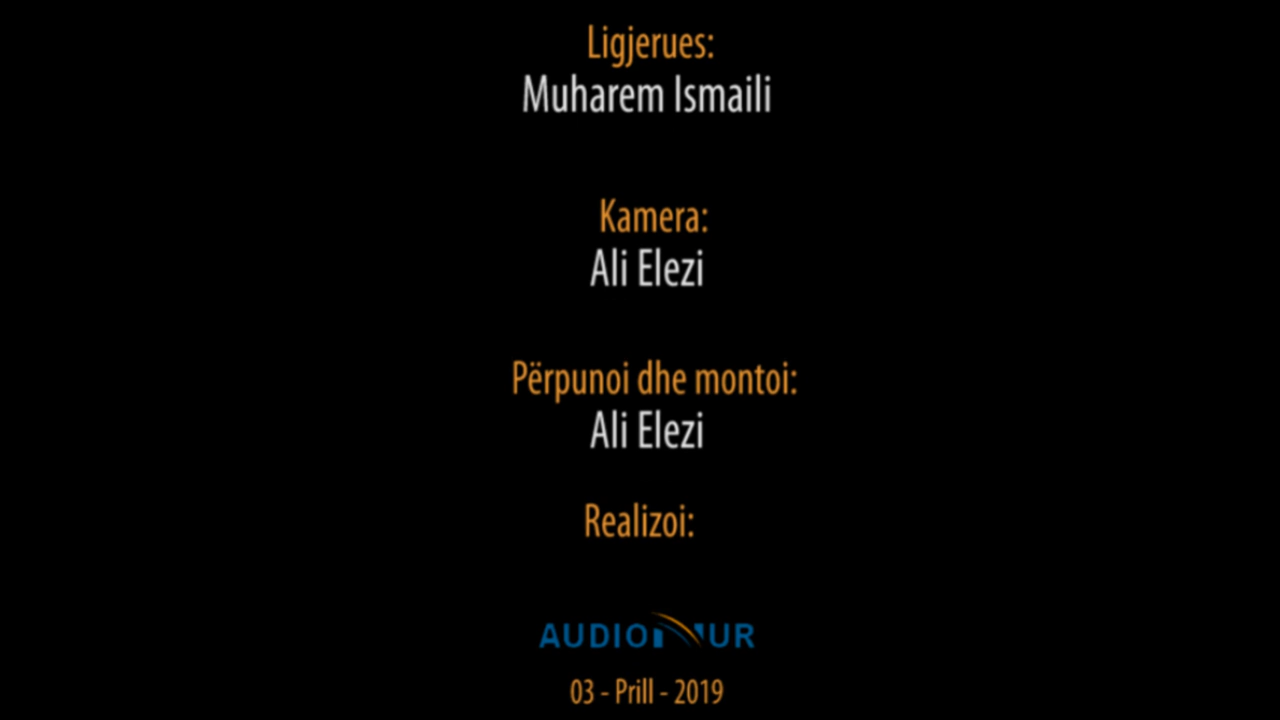 Ligjerues:
Muharem Ismaili
Kamera:
Ali Elezi
Përpunoi dhe montoi:
Ali Elezi
Realizoi:
AUDIONUR
03 - Prill - 2019